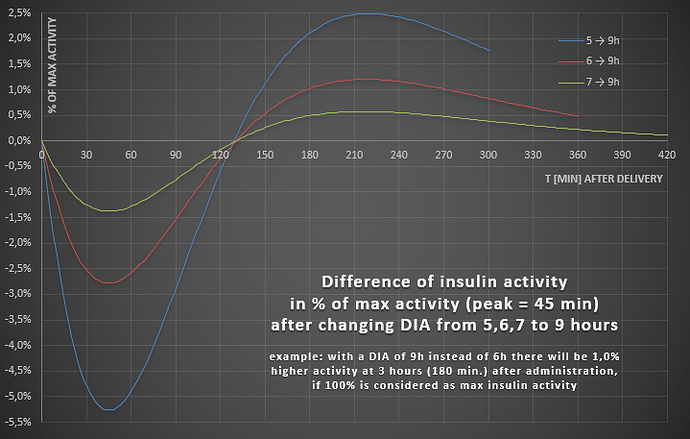 2,5%
2,0%
1,5%
1,0%
0,5%
0,0%
-0,5%
-1,0%
-1,5%
-2,0%
-2,5%
-3,0%
-3,5%
-4,0%
-4,5%
-5,0%
-5,5%
% OF MAX ACTIVITY
5 → 9h
6 → 9h
7 → 9h
0 30 60 90 120 150 180 210 240 270 300 330 360 390 420
T [MIN] AFTER DELIVERY
Difference of insulin activity
in % of max activity (peak = 45 min)
after changing DIA from 5,6,7 to 9 hours
example: with a DIA of 9h instead of 6h there will be 1,0%
higher activity at 3 hours (180 min.) after administration,
if 100% is considered as max insulin activity